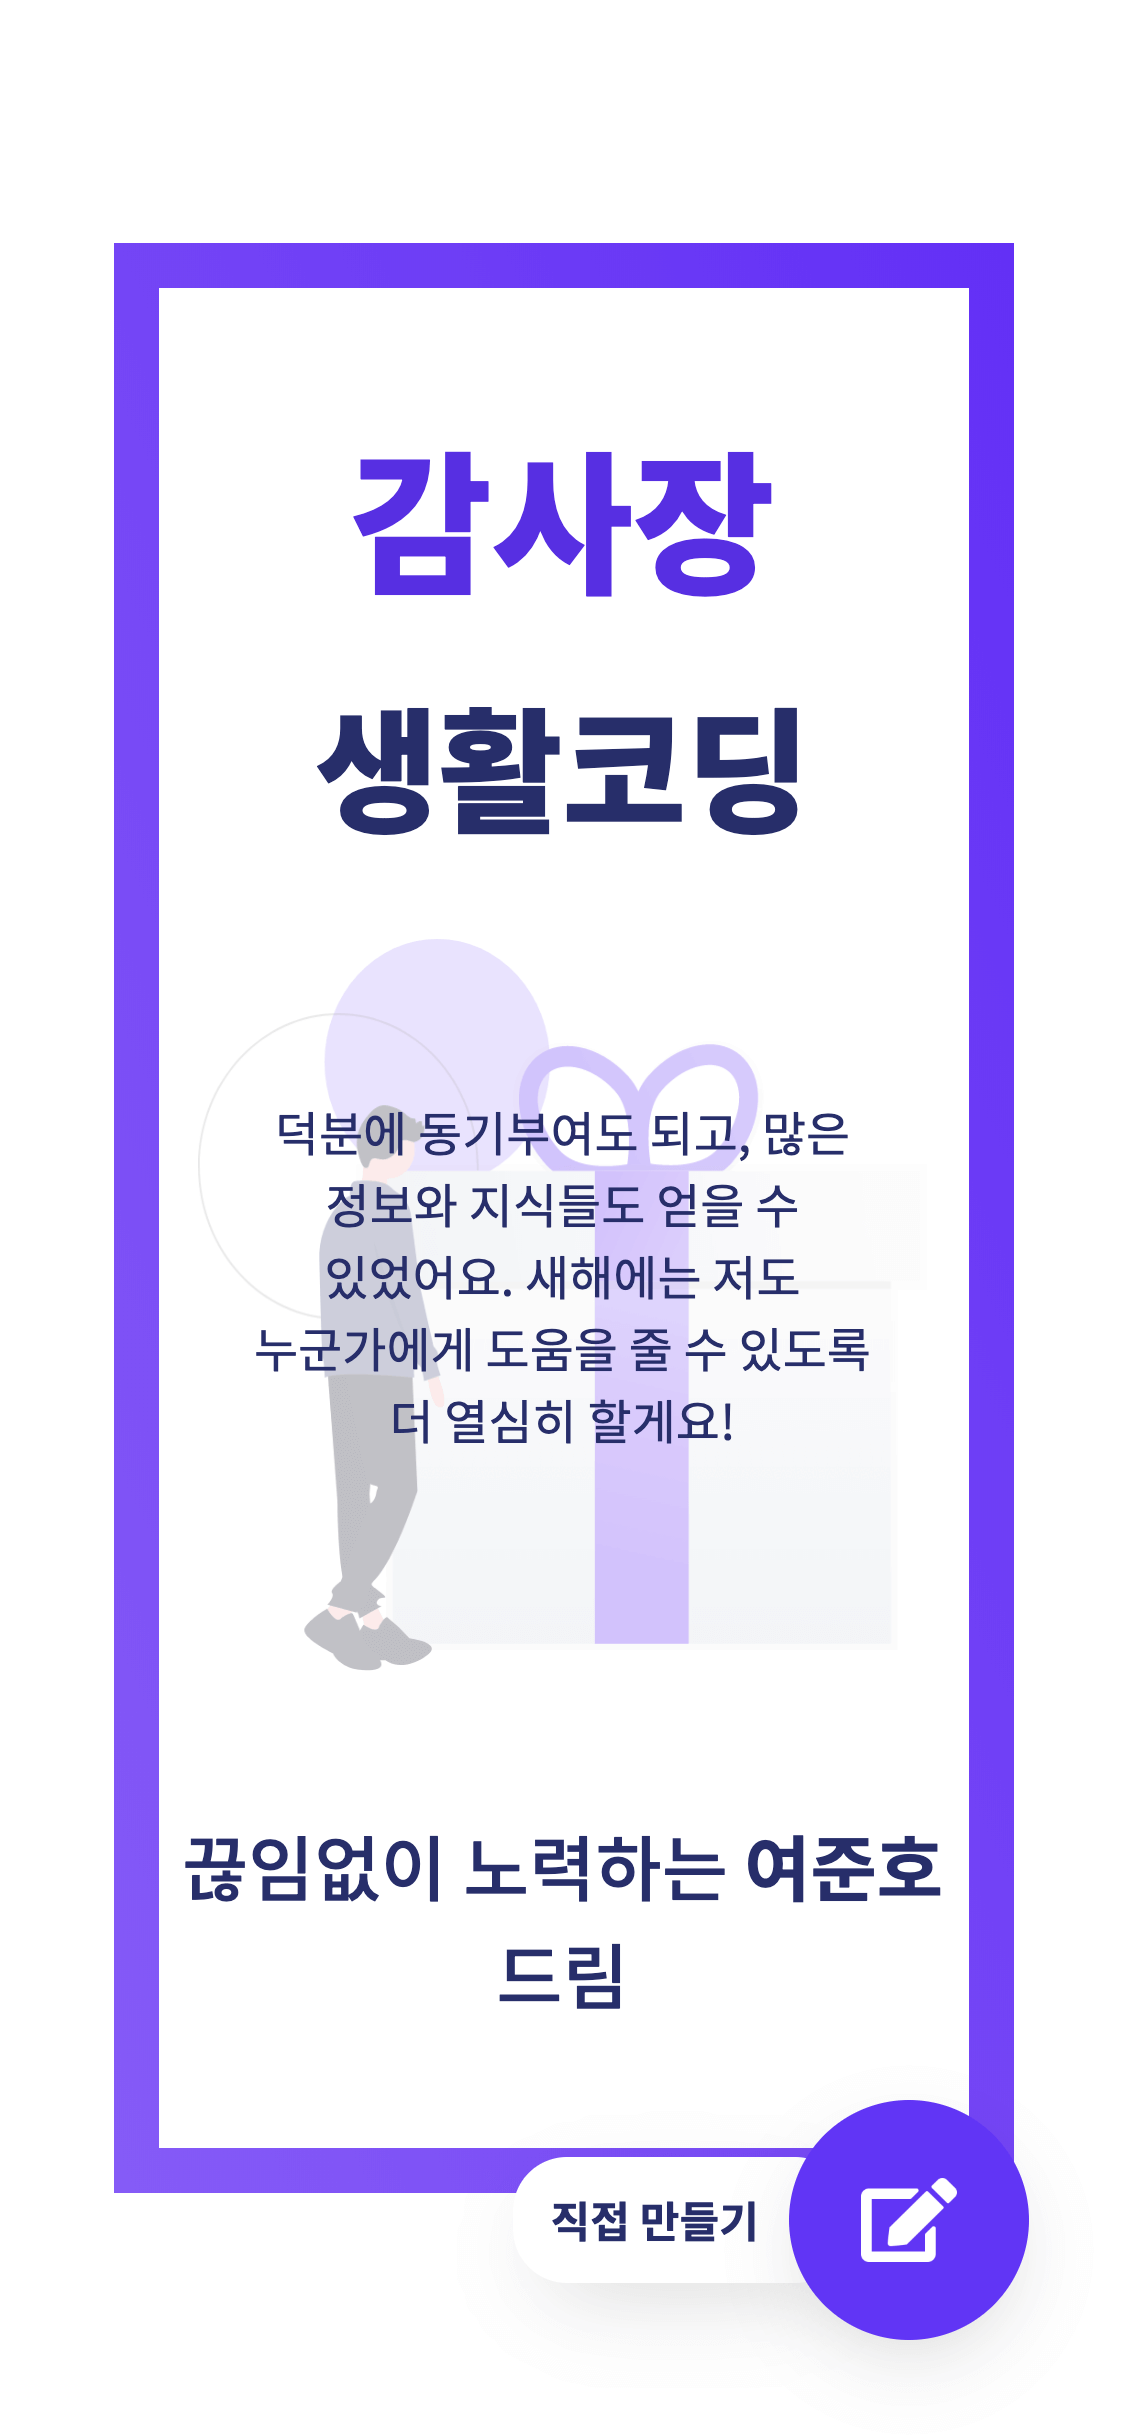 감사장
생활코딩
덕분에 동기부여도 되고, 많은
정보와 지식들도 얻을 수
있었어요. 새해에는 저도
누군가에게 도움을 줄 수 있도록
더 열심히 할게요!
끊임없이 노력하는 여준호
드림
직접 만들기